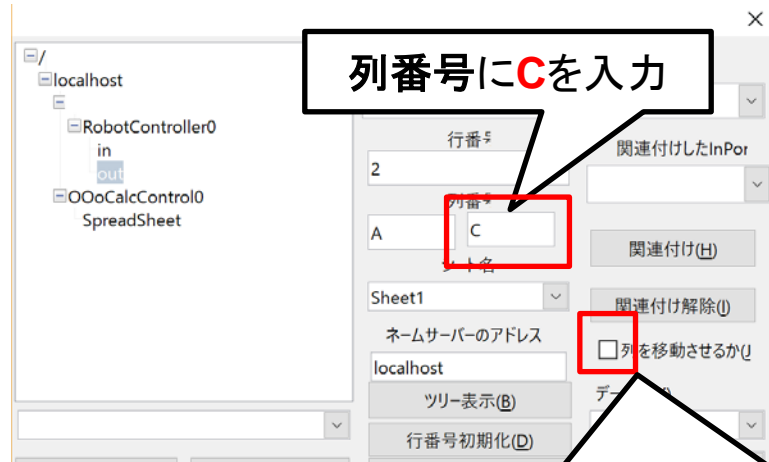 列番号にCを入力
/
localhost
RobotController0
in
out
OOoCalcControl0
SpreadSheet
行番号
2
列番号
A
C
シート名
Sheet1
ネームサーバーのアドレス
localhost
ツリー表示(B)
行番号初期化(D)
関連付けしたInPor
関連付け(H)
関連付け解除(I)
列を移動させるか(J